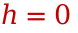 h = 0